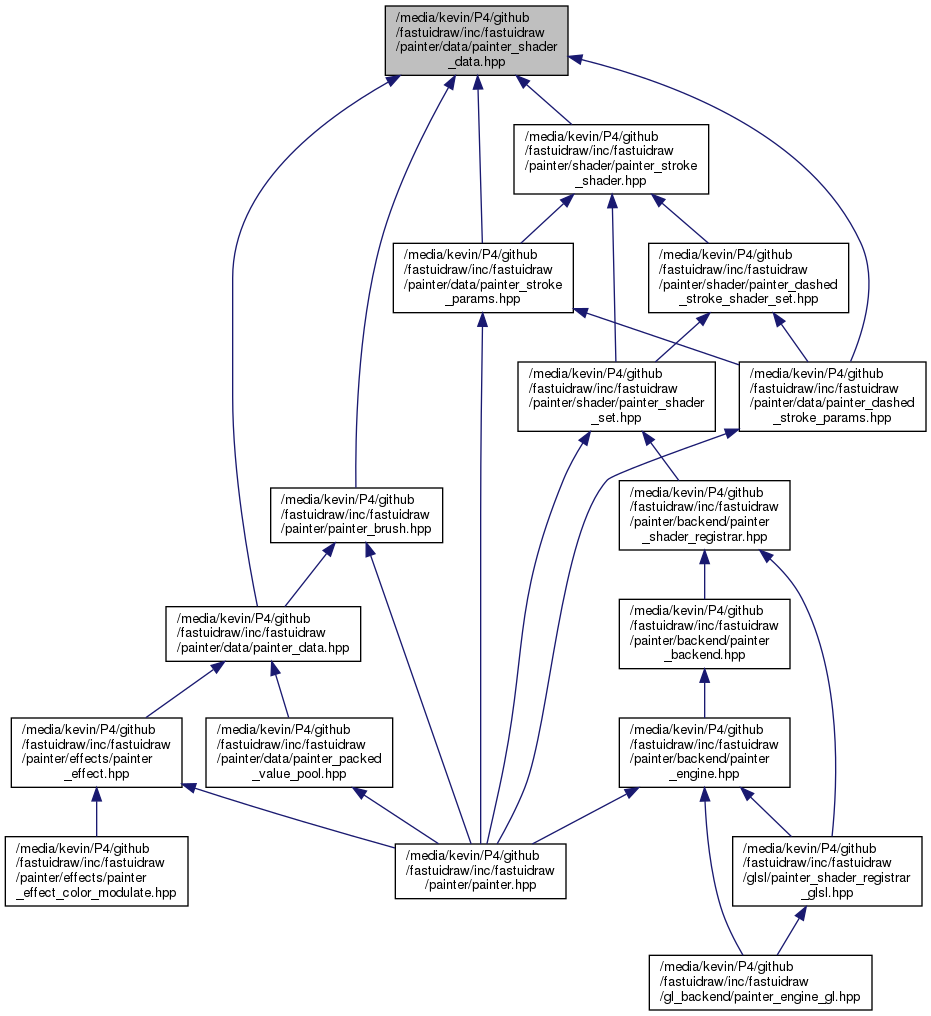 /media/kevin/P4/github
/fastuidraw/inc/fastuidraw
/painter/data/painter_shader
_data.hpp
/media/kevin/P4/github
/fastuidraw/inc/fastuidraw
/painter/shader/painter_stroke
_shader.hpp
/media/kevin/P4/github
/fastuidraw/inc/fastuidraw
/painter/data/painter_stroke
_params.hpp
/media/kevin/P4/github
/fastuidraw/inc/fastuidraw
/painter/shader/painter_dashed
_stroke_shader_set.hpp
/media/kevin/P4/github
/fastuidraw/inc/fastuidraw
/painter/shader/painter_shader
_set.hpp
/media/kevin/P4/github
/fastuidraw/inc/fastuidraw
/painter/data/painter_dashed
_stroke_params.hpp
/media/kevin/P4/github
/fastuidraw/inc/fastuidraw
/painter/painter_brush.hpp
/media/kevin/P4/github
/fastuidraw/inc/fastuidraw
/painter/backend/painter
_shader_registrar.hpp
/media/kevin/P4/github
/fastuidraw/inc/fastuidraw
/painter/data/painter_data.hpp
/media/kevin/P4/github
/fastuidraw/inc/fastuidraw
/painter/backend/painter
_backend.hpp
/media/kevin/P4/github
/fastuidraw/inc/fastuidraw
/painter/effects/painter
_effect.hpp
/media/kevin/P4/github
/fastuidraw/inc/fastuidraw
/painter/data/painter_packed
_value_pool.hpp
/media/kevin/P4/github
/fastuidraw/inc/fastuidraw
/painter/backend/painter
_engine.hpp
/media/kevin/P4/github
/fastuidraw/inc/fastuidraw
/painter/effects/painter
_effect_color_modulate.hpp
/media/kevin/P4/github
/fastuidraw/inc/fastuidraw
/painter/painter.hpp
/media/kevin/P4/github
/fastuidraw/inc/fastuidraw
/glsl/painter_shader_registrar
_glsl.hpp
/media/kevin/P4/github
/fastuidraw/inc/fastuidraw
/gl_backend/painter_engine_gl.hpp